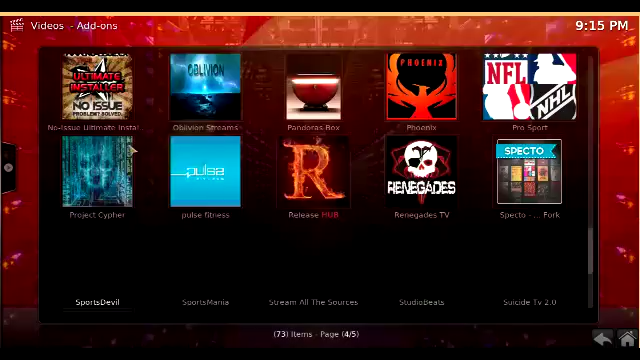 Videos - Add-ons
9:15 PM
ULTIMATE
INSTALLER
NO ISSUE
PROBLEM? SOLVED.
OBLIVION
PHOENIX
NFL
NHL
No-Issue Ultimate Instal
Oblivion Streams
Pandoras Box
Phoenix
Pro Sport
pulse
RENEGADES
SPECTO
Project Cypher
pulse fitness
Release HUB
Renegades TV
Specto - ... Fork
SportsDevil
SportsMania
Stream All The Sources
StudioBeats
Suicide Tv 2.0
(73) Items - Page (4/5)